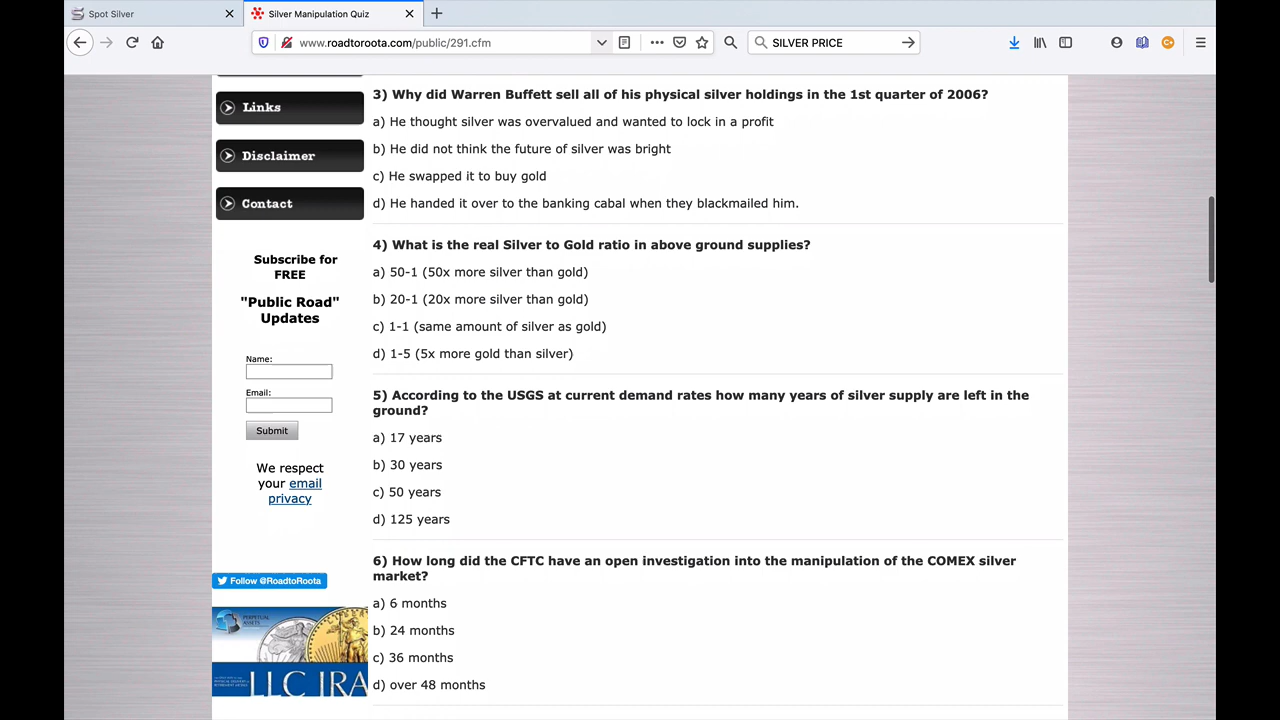 Spot Silver
Silver Manipulation Quiz
www.roadtoroota.com/public/291.cfm
SILVER PRICE
Links
Disclaimer
Contact
Subscribe for
FREE
"Public Road"
Updates
Name:
Email:
Submit
We respect
your email
privacy
Follow @RoadtoRoota
PERPETUAL
ASSETS
LLC IRA
3) Why did Warren Buffett sell all of his physical silver holdings in the 1st quarter of 2006?
a) He thought silver was overvalued and wanted to lock in a profit
b) He did not think the future of silver was bright
c) He swapped it to buy gold
d) He handed it over to the banking cabal when they blackmailed him.
4) What is the real Silver to Gold ratio in above ground supplies?
a) 50-1 (50x more silver than gold)
b) 20-1 (20x more silver than gold)
c) 1-1 (same amount of silver as gold)
d) 1-5 (5x more gold than silver)
5) According to the USGS at current demand rates how many years of silver supply are left in the
ground?
a) 17 years
b) 30 years
c) 50 years
d) 125 years
6) How long did the CFTC have an open investigation into the manipulation of the COMEX silver
market?
a) 6 months
b) 24 months
c) 36 months
d) over 48 months